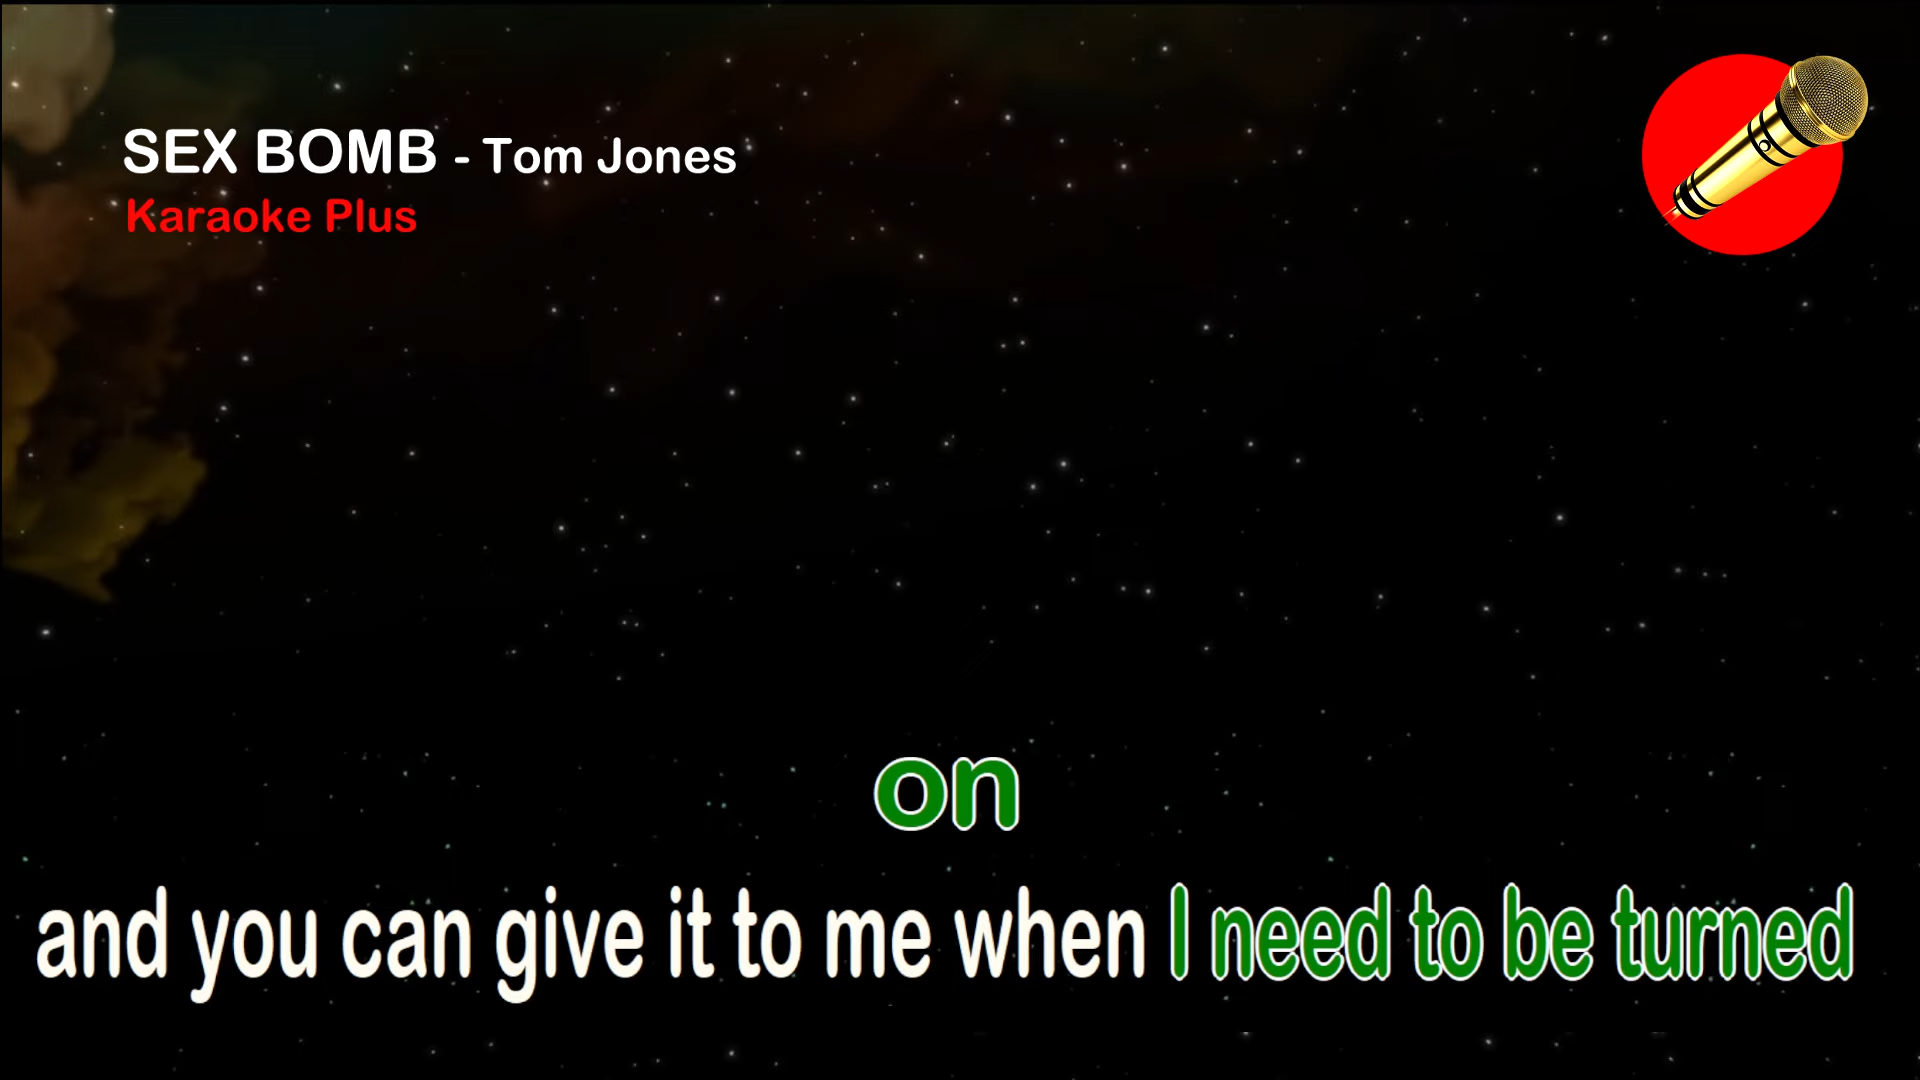 SEX BOMB - Tom Jones
Karaoke Plus
on
and you can give it to me when I need to be turned